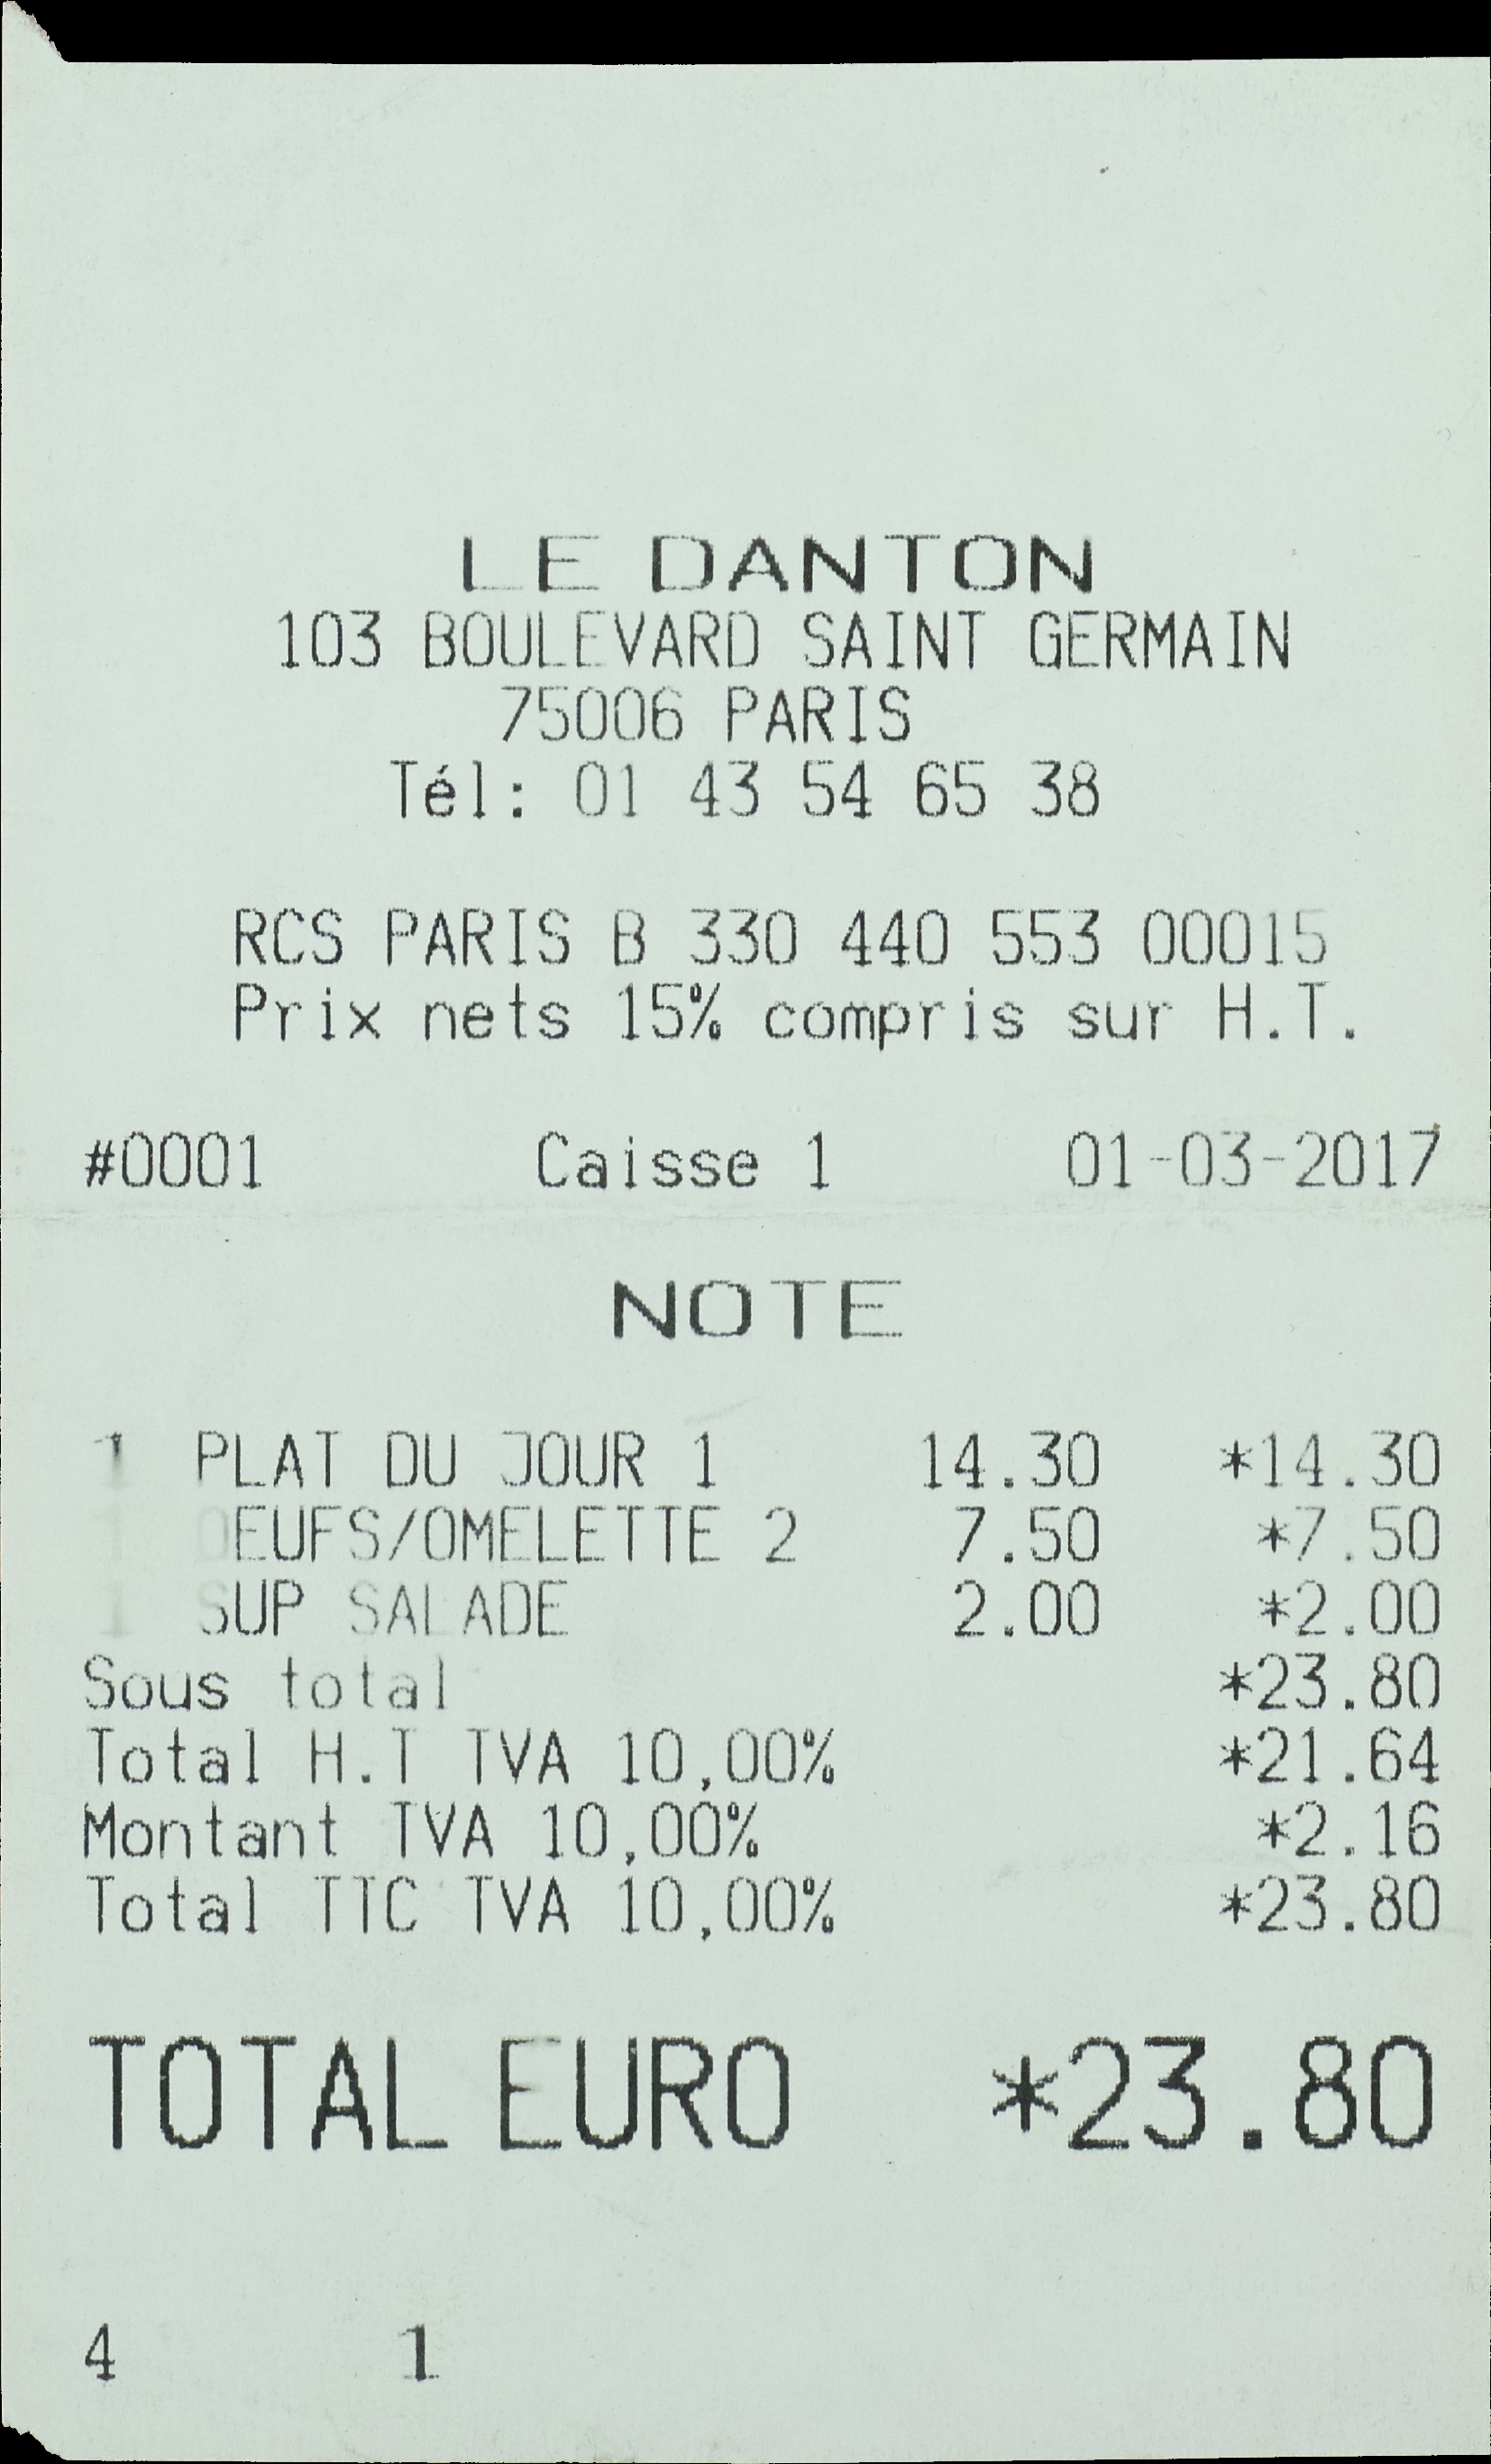 LE DANTON
103 BOULEVARD SAINT GERMAIN
75006 PARIS
Tél: 01 43 54 65 38
RCS PARIS B 330 440 553 00015
Prix nets 15% compris sur H.T.
#0001 Caisse 1 01-03-2017
NOTE
1 PLAT DU JOUR 1 14.30 *14.30
1 OEUFS/OMELETTE 2 7.50 *7.50
1 SUP SALADE 2.00 *2.00
Sous total *23.80
Total H.T TVA 10,00% *21.64
Montant TVA 10,00% *2.16
Total TTC TVA 10,00% *23.80
TOTAL EURO *23.80
4 1